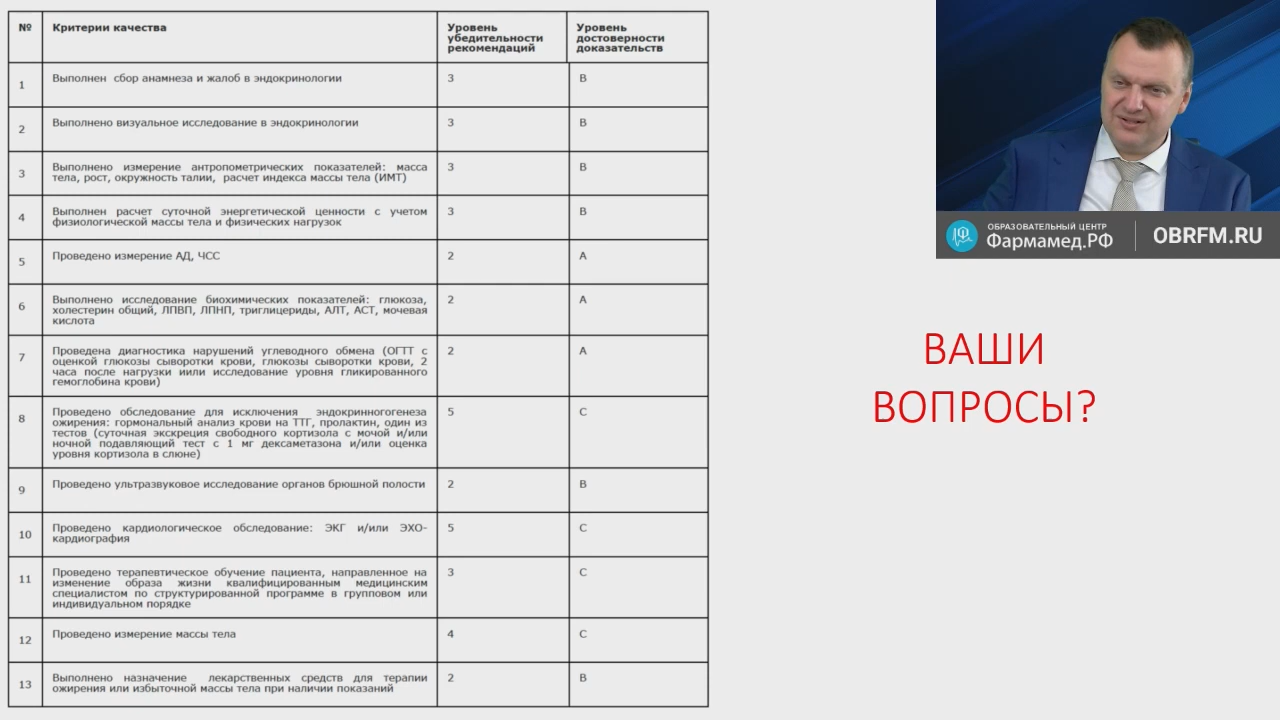 № Критерии качества Уровень убедительности рекомендаций Уровень достоверности доказательств
1 Выполнен сбор анамнеза и жалоб в эндокринологии 3 B
2 Выполнено визуальное исследование в эндокринологии 3 B
3 Выполнено измерение антропометрических показателей: масса
тела, рост, окружность талии, расчет индекса массы тела (ИМТ) 3 B
4 Выполнен расчет суточной энергетической ценности с учетом
физиологической массы тела и физических нагрузок 3 B
5 Проведено измерение АД, ЧСС 2 A
6 Выполнено исследование биохимических показателей: глюкоза,
холестерин общий, ЛПВП, ЛПНП, триглицериды, АЛТ, АСТ, мочевая
кислота 2 A
7 Проведена диагностика нарушений углеводного обмена (ОГТТ с
оценкой глюкозы сыворотки крови, глюкозы сыворотки крови, 2
часа после нагрузки иили исследование уровня гликированного
гемоглобина крови) 2 A
8 Проведено обследование для исключения эндокринногогенеза
ожирения: гормональный анализ крови на ТТГ, пролактин, один из
тестов (суточная экскреция свободного кортизола с мочой и/или
ночной подавляющий тест с 1 мг дексаметазона и/или оценка
уровня кортизола в слюне) 5 C
9 Проведено ультразвуковое исследование органов брюшной полости 2 B
10 Проведено кардиологическое обследование: ЭКГ и/или ЭХО-
кардиография 5 C
11 Проведено терапевтическое обучение пациента, направленное на
изменение образа жизни квалифицированным медицинским
специалистом по структурированной программе в групповом или
индивидуальном порядке 3 C
12 Проведено измерение массы тела 4 C
13 Выполнено назначение лекарственных средств для терапии
ожирения или избыточной массы тела при наличии показаний 2 B
ОБРАЗОВАТЕЛЬНЫЙ ЦЕНТР
Фармамед.РФ
OBRFM.RU
ВАШИ
ВОПРОСЫ?